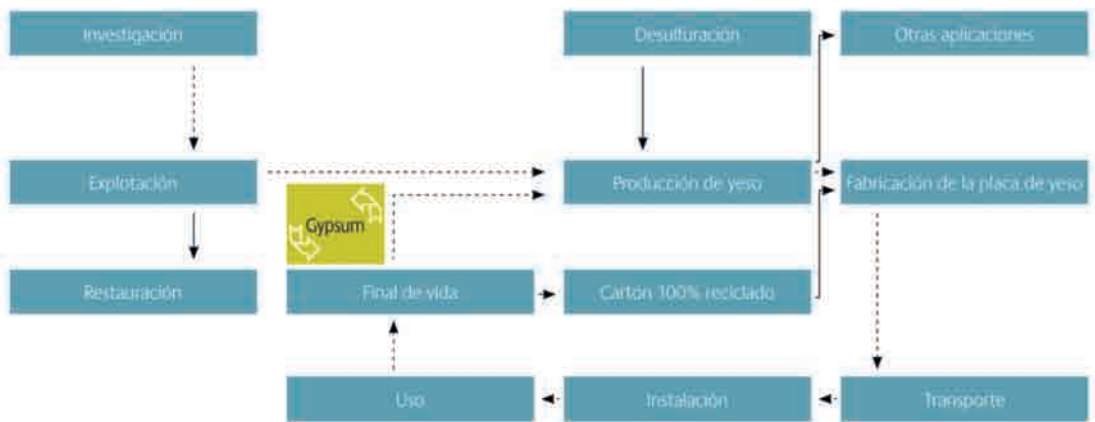 Investigación
Desulfuración
Otras aplicaciones
Explotación
Producción de yeso
Fabricación de la placa de yeso
Gypsum
Restauración
Final de vida
Cartón 100% reciclado
Uso
Instalación
Transporte